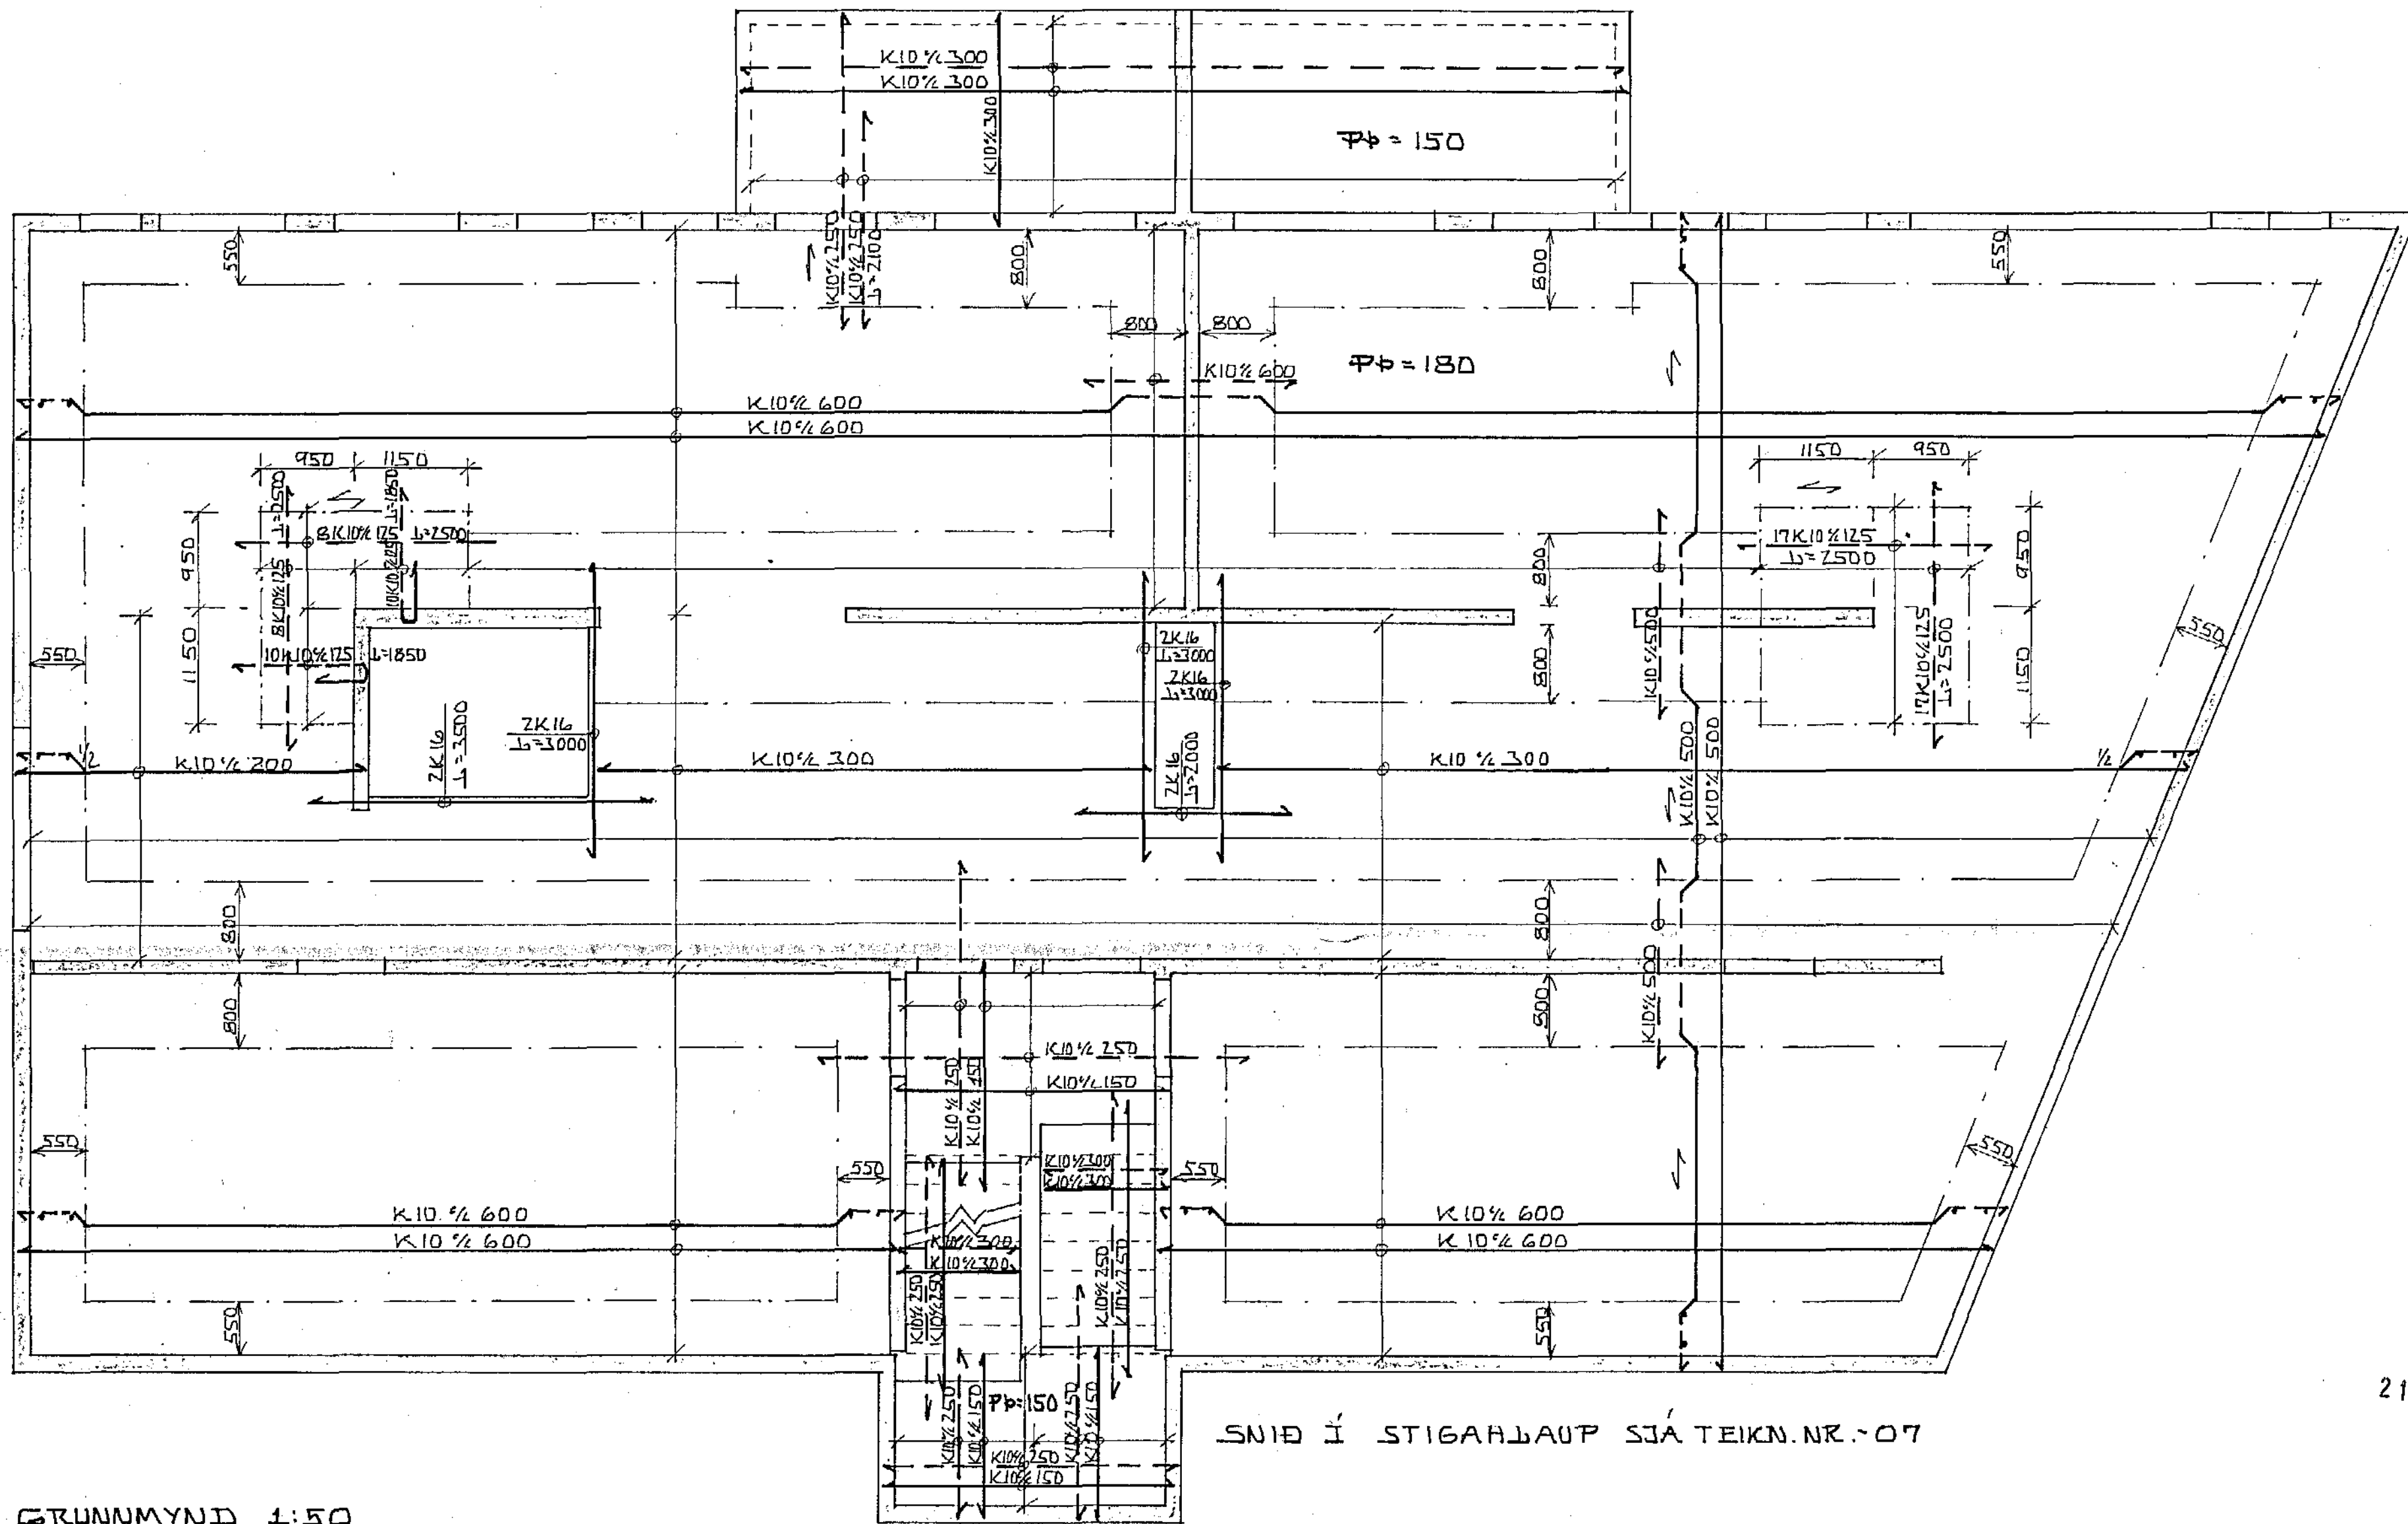 K10 % 300
K10 % 300
K10 % 300
Pþ = 150
550
K10 % 250
K10 % 250
L=2100
800
800
550
800
800
K10 % 600
Pþ = 180
K10 % 600
K10 % 600
950
1150
1150
950
8K10 % 125
L=2500
10K10 % 125
L=1850
8K10 % 125 L=2500
950
1150
10K10 % 125 L=1850
550
17K10 % 125
L=2500
17K10 % 125
L=2500
950
1150
550
800
800
K10 % 500
2K16
L=3000
2K16
L=3000
2K16
L=3500
2K16
L=3000
2K16
L=2000
1/2
K10 % 200
K10 % 300
K10 % 300
1/2
K10 % 500
K10 % 500
800
800
800
800
K10 % 500
K10 % 250
K10 % 150
K10 % 250
K10 % 150
550
550
550
550
K10 % 300
K10 % 300
K10 % 600
K10 % 600
K10 % 300
K10 % 300
K10 % 600
K10 % 600
K10 % 250
K10 % 250
K10 % 250
K10 % 250
550
550
K10 % 250
K10 % 150
Pþ=150
K10 % 250
K10 % 150
K10 % 250
K10 % 150
21
SNIÐ Í STIGAHLAUP SJÁ TEIKN. NR.-07
GRUNNMYND 1:50